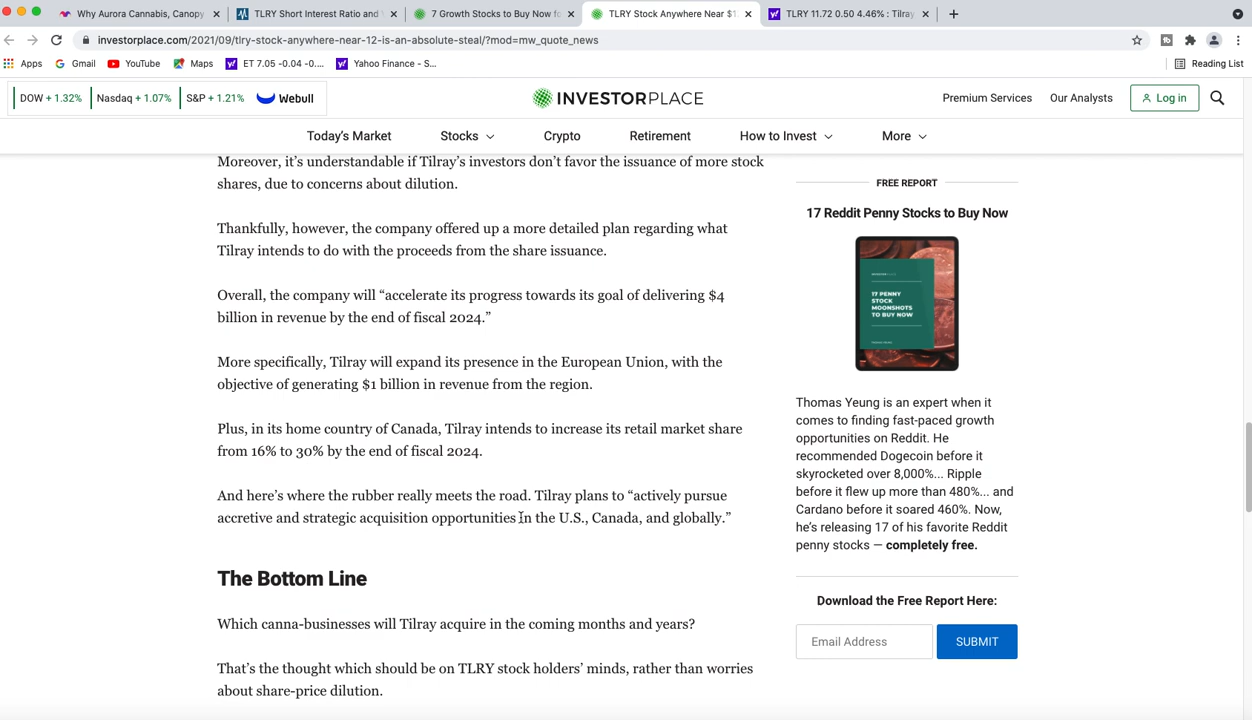 Why Aurora Cannabis, Canopy
TLRY Short Interest Ratio and
7 Growth Stocks to Buy Now fo
TLRY Stock Anywhere Near $1
TLRY 11.72 0.50 4.46% : Tilray
investorplace.com/2021/09/tlry-stock-anywhere-near-12-is-an-absolute-steal/?mod=mw_quote_news
Apps Gmail YouTube Maps ET 7.05 -0.04 -0.... Yahoo Finance - S... Reading List
DOW + 1.32% Nasdaq + 1.07% S&P + 1.21% Webull
INVESTORPLACE
Premium Services Our Analysts Log in
Today's Market Stocks Crypto Retirement How to Invest More
Moreover, it's understandable if Tilray's investors don't favor the issuance of more stock
shares, due to concerns about dilution.
Thankfully, however, the company offered up a more detailed plan regarding what
Tilray intends to do with the proceeds from the share issuance.
Overall, the company will “accelerate its progress towards its goal of delivering $4
billion in revenue by the end of fiscal 2024.”
More specifically, Tilray will expand its presence in the European Union, with the
objective of generating $1 billion in revenue from the region.
Plus, in its home country of Canada, Tilray intends to increase its retail market share
from 16% to 30% by the end of fiscal 2024.
And here's where the rubber really meets the road. Tilray plans to “actively pursue
accretive and strategic acquisition opportunities in the U.S., Canada, and globally.”
The Bottom Line
Which canna-businesses will Tilray acquire in the coming months and years?
That's the thought which should be on TLRY stock holders' minds, rather than worries
about share-price dilution.
FREE REPORT
17 Reddit Penny Stocks to Buy Now
17 PENNY
STOCK
MOONSHOTS
TO BUY NOW
Thomas Yeung is an expert when it
comes to finding fast-paced growth
opportunities on Reddit. He
recommended Dogecoin before it
skyrocketed over 8,000%... Ripple
before it flew up more than 480%... and
Cardano before it soared 460%. Now,
he's releasing 17 of his favorite Reddit
penny stocks — completely free.
Download the Free Report Here:
Email Address SUBMIT